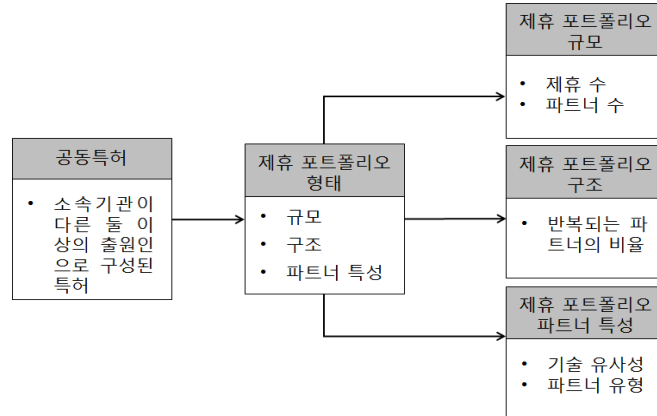 공동특허
• 소속기관이
다른 둘 이
상의 출원인
으로 구성된
특허
제휴 포트폴리오
형태
• 규모
• 구조
• 파트너 특성
제휴 포트폴리오
규모
• 제휴 수
• 파트너 수
제휴 포트폴리오
구조
• 반복되는 파
트너의 비율
제휴 포트폴리오
파트너 특성
• 기술 유사성
• 파트너 유형